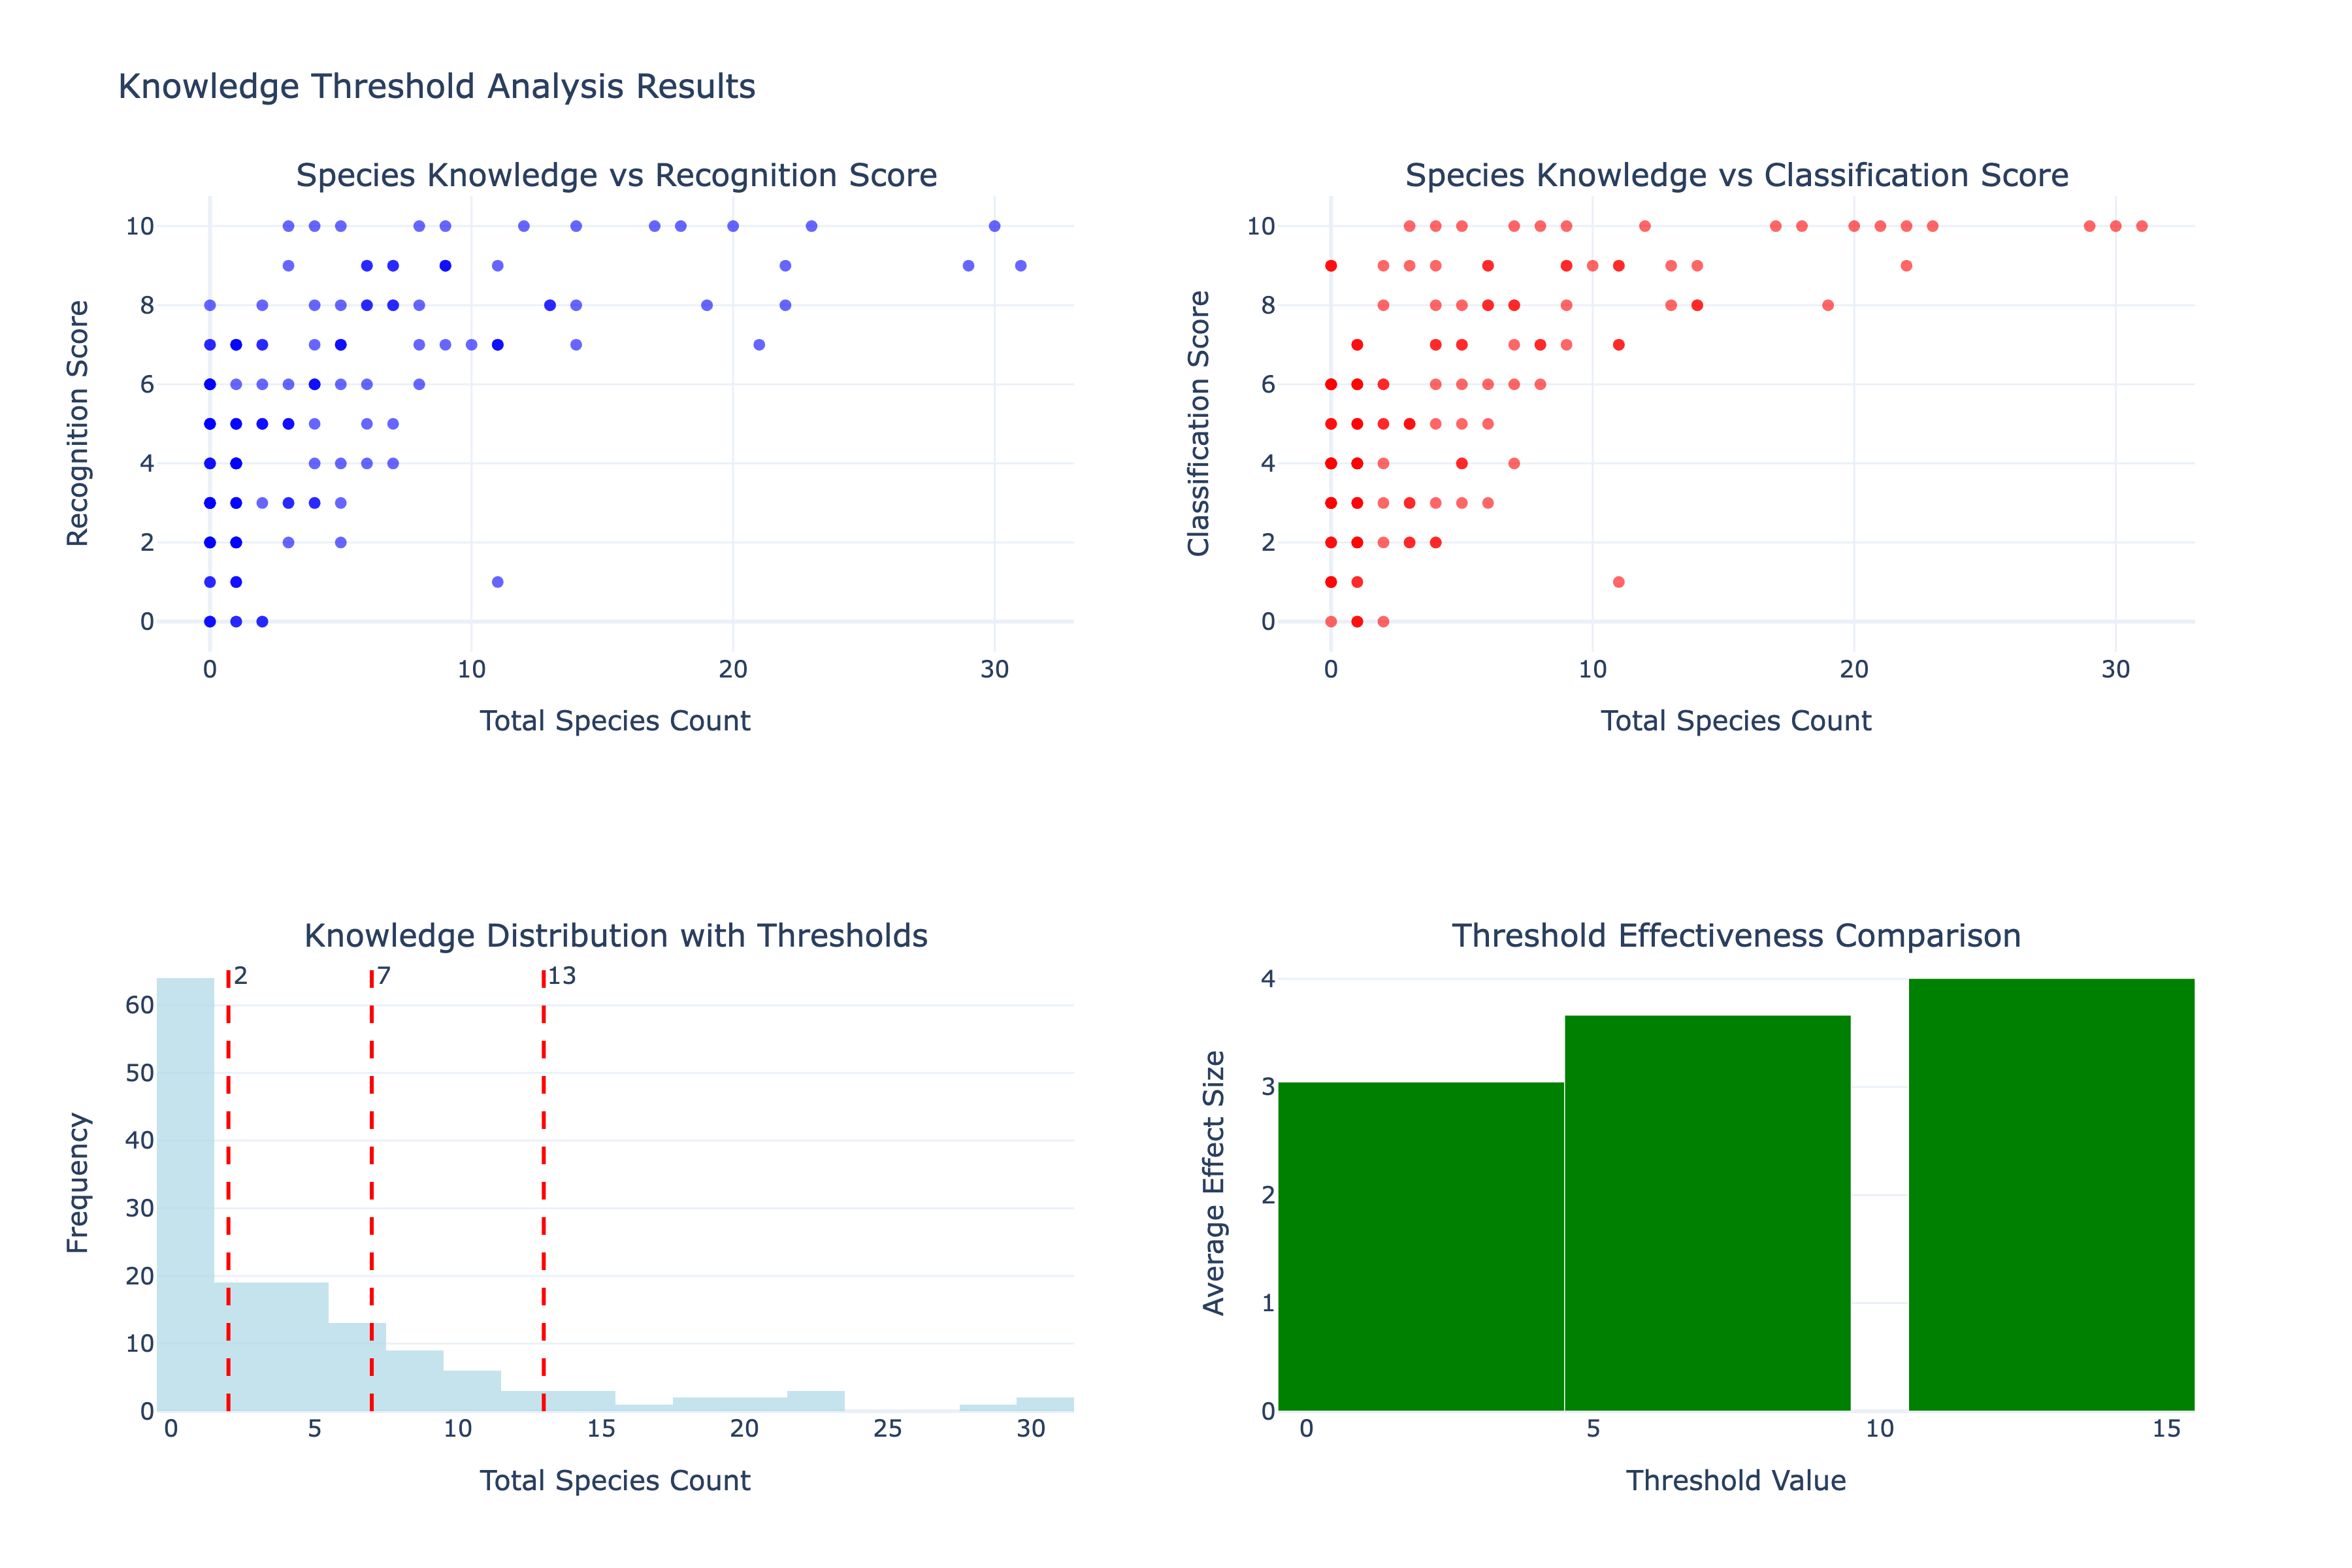 Knowledge Threshold Analysis Results
Species Knowledge vs Recognition Score
10
8
6
4
2
0
Recognition Score
0 10 20 30
Total Species Count
Species Knowledge vs Classification Score
10
8
6
4
2
0
Classification Score
0 10 20 30
Total Species Count
Knowledge Distribution with Thresholds
2 7 13
60
50
40
30
20
10
0
Frequency
0 5 10 15 20 25 30
Total Species Count
Threshold Effectiveness Comparison
4
3
2
1
0
Average Effect Size
0 5 10 15
Threshold Value